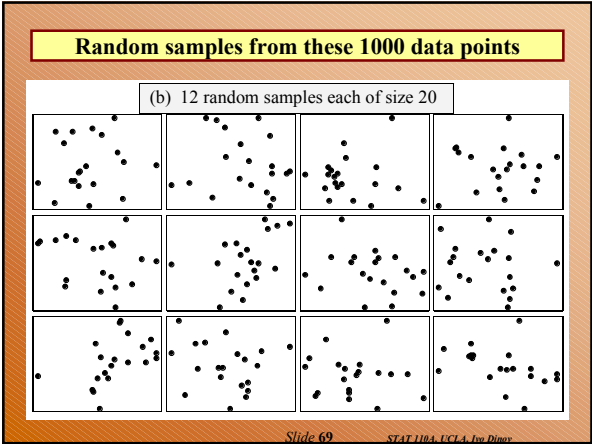 Random samples from these 1000 data points
(b) 12 random samples each of size 20
Slide 69 STAT 110A, UCLA, Ivo Dinov